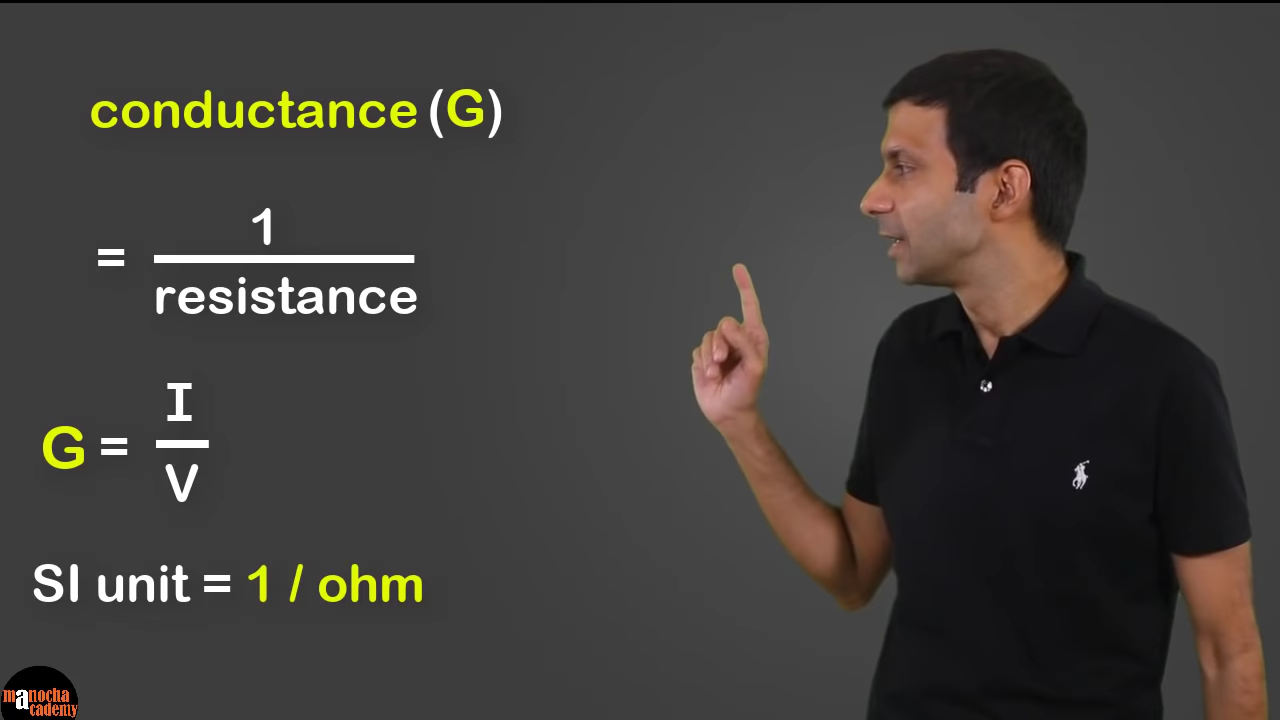 conductance (G)
= 1
resistance
G = I
V
SI unit = 1 / ohm
manocha
academy